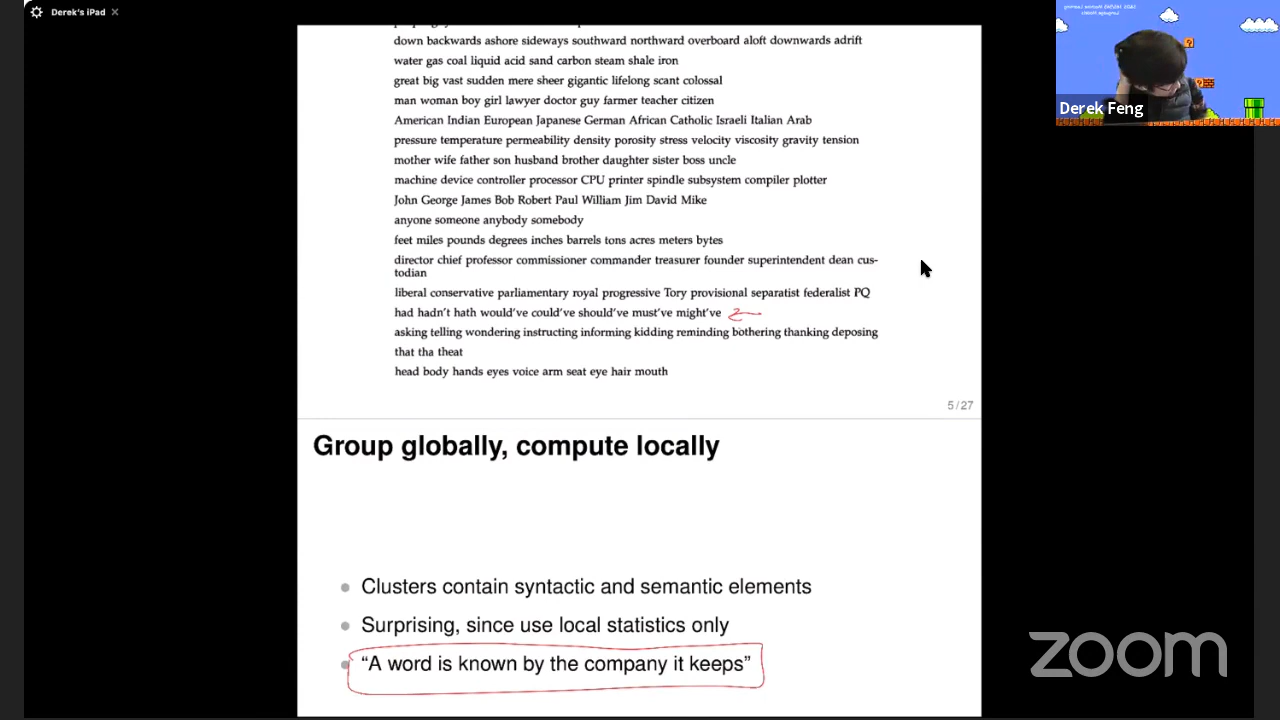 Derek's iPad
down backwards ashore sideways southward northward overboard aloft downwards adrift
water gas coal liquid acid sand carbon steam shale iron
great big vast sudden mere sheer gigantic lifelong scant colossal
man woman boy girl lawyer doctor guy farmer teacher citizen
American Indian European Japanese German African Catholic Israeli Italian Arab
pressure temperature permeability density porosity stress velocity viscosity gravity tension
mother wife father son husband brother daughter sister boss uncle
machine device controller processor CPU printer spindle subsystem compiler plotter
John George James Bob Robert Paul William Jim David Mike
anyone someone anybody somebody
feet miles pounds degrees inches barrels tons acres meters bytes
director chief professor commissioner commander treasurer founder superintendent dean cus-
todian
liberal conservative parliamentary royal progressive Tory provisional separatist federalist PQ
had hadn't hath would've could've should've must've might've
asking telling wondering instructing informing kidding reminding bothering thanking deposing
that tha theat
head body hands eyes voice arm seat eye hair mouth
5/27
Group globally, compute locally
Clusters contain syntactic and semantic elements
Surprising, since use local statistics only
“A word is known by the company it keeps”
Derek Feng
zoom